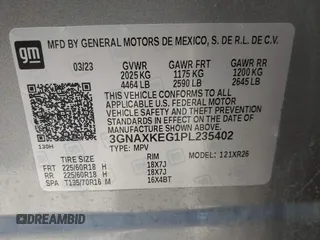 gm
MFD BY GENERAL MOTORS DE MEXICO, S. DE R.L. DE C.V.
03/23 GVWR GAWR FRT GAWR RR
2025 KG 1175 KG 1200 KG
4464 LB 2590 LB 2645 LB
THIS VEHICLE CONFORMS TO ALL APPLICABLE U.S.
FEDERAL MOTOR VEHICLE SAFETY, BUMPER, AND
THEFT PREVENTION STANDARDS IN EFFECT ON THE
DATE OF MANUFACTURE SHOWN ABOVE.
3GNAXKEG1PL235402
TYPE: MPV
MODEL: 121XR26
TIRE SIZE RIM
FRT 225/60R18 H 18X7J
RR 225/60R18 H 18X7J
SPA T135/70R16 M 16X4BT
©BIDMAD